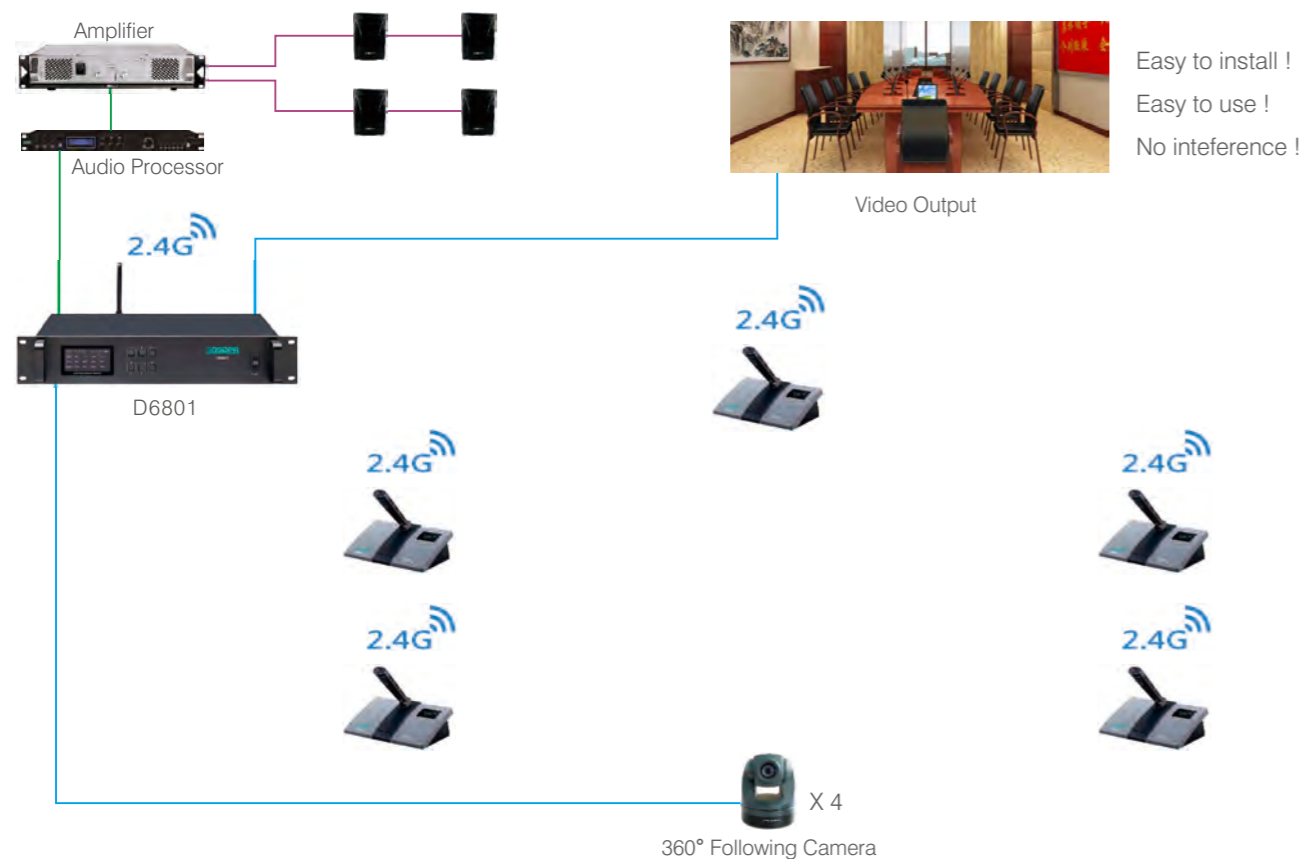 Amplifier
Easy to install !
Easy to use !
No inteference !
Audio Processor
Video Output
2.4G
2.4G
D6801
2.4G
2.4G
2.4G
2.4G
X 4
360° Following Camera